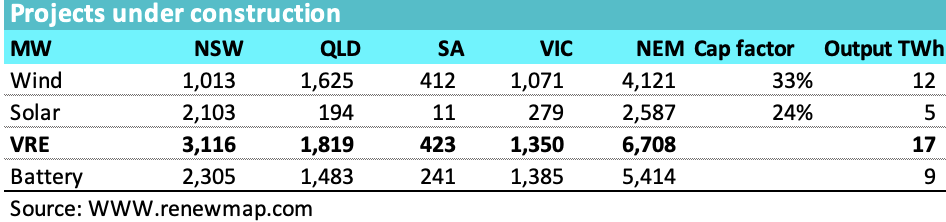 Projects under construction
MW NSW QLD SA VIC NEM Cap factor Output TWh
Wind 1,013 1,625 412 1,071 4,121 33% 12
Solar 2,103 194 11 279 2,587 24% 5
VRE 3,116 1,819 423 1,350 6,708 17
Battery 2,305 1,483 241 1,385 5,414 9
Source: WWW.renewmap.com